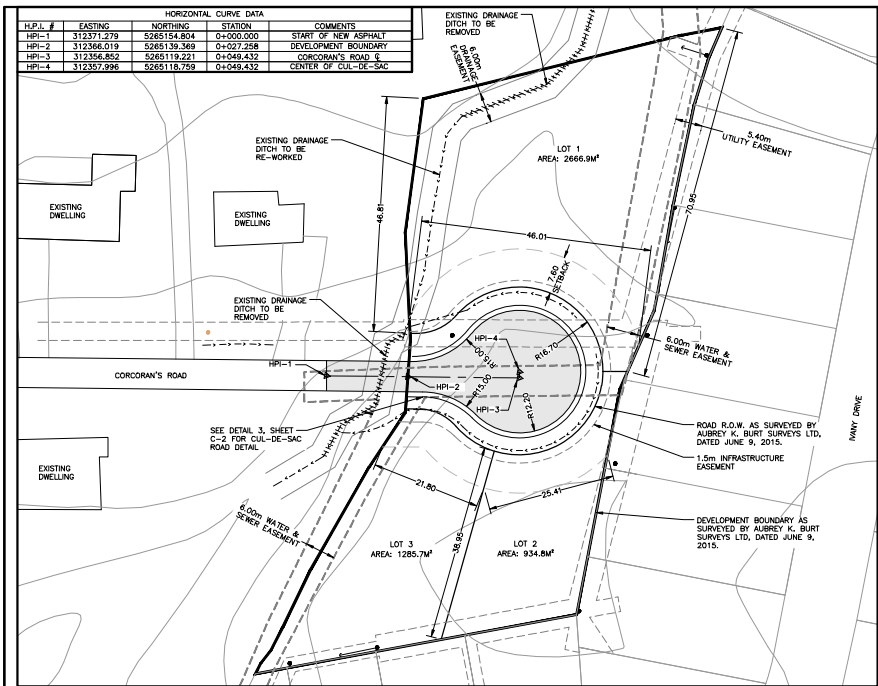 HORIZONTAL CURVE DATA
H.P.I. # EASTING NORTHING STATION COMMENTS
HPI-1 312371.279 5265154.804 0+000.000 START OF NEW ASPHALT
HPI-2 312366.019 5265139.369 0+027.258 DEVELOPMENT BOUNDARY
HPI-3 312356.852 5265119.221 0+049.432 CORCORAN'S ROAD ℄
HPI-4 312357.996 5265118.759 0+049.432 CENTER OF CUL-DE-SAC
EXISTING DRAINAGE
DITCH TO BE
REMOVED
6.00m
DRAINAGE
EASEMENT
EXISTING DRAINAGE
DITCH TO BE
RE-WORKED
LOT 1
AREA: 2666.9M²
5.40m
UTILITY EASEMENT
EXISTING
DWELLING
EXISTING
DWELLING
46.81
70.95
46.01
7.60
SETBACK
EXISTING DRAINAGE
DITCH TO BE
REMOVED
HPI-4
R15.00
R16.70
6.00m WATER &
SEWER EASEMENT
HPI-1
CORCORAN'S ROAD
HPI-2
R15.00
HPI-3
R12.20
IVANY DRIVE
SEE DETAIL 3, SHEET
C-2 FOR CUL-DE-SAC
ROAD DETAIL
ROAD R.O.W. AS SURVEYED BY
AUBREY K. BURT SURVEYS LTD,
DATED JUNE 9, 2015.
1.5m INFRASTRUCTURE
EASEMENT
EXISTING
DWELLING
21.80
25.41
6.00m WATER &
SEWER EASEMENT
DEVELOPMENT BOUNDARY AS
SURVEYED BY AUBREY K. BURT
SURVEYS LTD, DATED JUNE 9,
2015.
LOT 3
AREA: 1285.7M²
38.95
LOT 2
AREA: 934.8M²